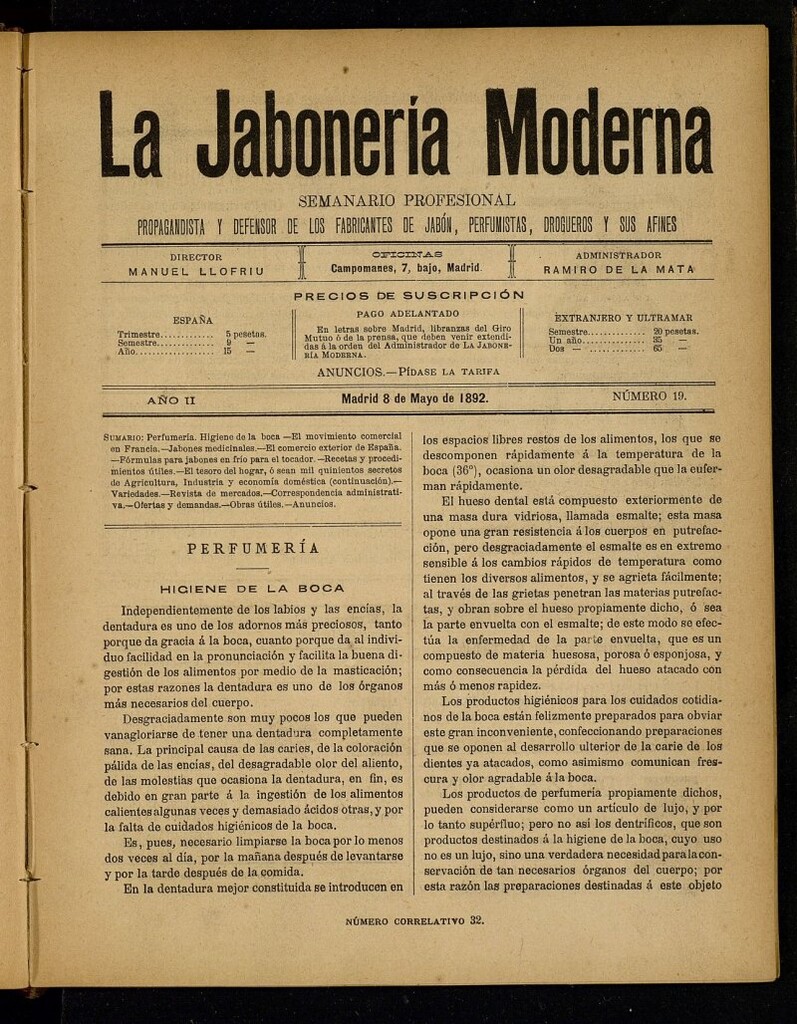 La Jabonería Moderna
SEMANARIO PROFESIONAL
PROPAGANDISTA Y DEFENSOR DE LOS FABRICANTES DE JABÓN, PERFUMISTAS, DROGUEROS Y SUS AFINES
DIRECTOR
MANUEL LLOFRIU
OFICINAS
Campomanes, 7, bajo, Madrid
ADMINISTRADOR
RAMIRO DE LA MATA
PRECIOS DE SUSCRIPCIÓN
ESPAÑA
Trimestre............ 5 pesetas.
Semestre............. 9 —
Año.................. 15 —
PAGO ADELANTADO
En letras sobre Madrid, libranzas del Giro
Mutuo ó de la prensa, que deben venir extendi-
das á la orden del Administrador de LA JABONE-
RÍA MODERNA.
EXTRANJERO Y ULTRAMAR
Semestre............. 20 pesetas.
Un año.............. 35 —
Dos — ............. 65 —
ANUNCIOS.—PÍDASE LA TARIFA
AÑO II
Madrid 8 de Mayo de 1892.
NÚMERO 19.
SUMARIO: Perfumería. Higiene de la boca —El movimiento comercial
en Francia.—Jabones medicinales.—El comercio exterior de España.
—Fórmulas para jabones en frío para el tocador.—Recetas y procedi-
mientos útiles.—El tesoro del hogar, ó sean mil quinientos secretos
de Agricultura, Industria y economía doméstica (continuación).—
Variedades.—Revista de mercados.—Correspondencia administrati-
va.—Ofertas y demandas.—Obras útiles.—Anuncios.
PERFUMERÍA
HIGIENE DE LA BOCA
Independientemente de los labios y las encías, la
dentadura es uno de los adornos más preciosos, tanto
porque da gracia á la boca, cuanto porque da al indivi-
duo facilidad en la pronunciación y facilita la buena di-
gestión de los alimentos por medio de la masticación;
por estas razones la dentadura es uno de los órganos
más necesarios del cuerpo.
Desgraciadamente son muy pocos los que pueden
vanagloriarse de tener una dentadura completamente
sana. La principal causa de las caries, de la coloración
pálida de las encías, del desagradable olor del aliento,
de las molestias que ocasiona la dentadura, en fin, es
debido en gran parte á la ingestión de los alimentos
calientes algunas veces y demasiado ácidos otras, y por
la falta de cuidados higiénicos de la boca.
Es, pues, necesario limpiarse la boca por lo menos
dos veces al día, por la mañana después de levantarse
y por la tarde después de la comida.
En la dentadura mejor constituida se introducen en
los espacios libres restos de los alimentos, los que se
descomponen rápidamente á la temperatura de la
boca (36°), ocasiona un olor desagradable que la enfer-
man rápidamente.
El hueso dental está compuesto exteriormente de
una masa dura vidriosa, llamada esmalte; esta masa
opone una gran resistencia á los cuerpos en putrefac-
ción, pero desgraciadamente el esmalte es en extremo
sensible á los cambios rápidos de temperatura como
tienen los diversos alimentos, y se agrieta fácilmente;
al través de las grietas penetran las materias putrefac-
tas, y obran sobre el hueso propiamente dicho, ó sea
la parte envuelta con el esmalte; de este modo se efec-
túa la enfermedad de la parte envuelta, que es un
compuesto de materia huesosa, porosa ó esponjosa, y
como consecuencia la pérdida del hueso atacado con
más ó menos rapidez.
Los productos higiénicos para los cuidados cotidia-
nos de la boca están felizmente preparados para obviar
este gran inconveniente, confeccionando preparaciones
que se oponen al desarrollo ulterior de la carie de los
dientes ya atacados, como asimismo comunican fres-
cura y olor agradable á la boca.
Los productos de perfumería propiamente dichos,
pueden considerarse como un artículo de lujo, y por
lo tanto supérfluo; pero no así los dentríficos, que son
productos destinados á la higiene de la boca, cuyo uso
no es un lujo, sino una verdadera necesidad para la con-
servación de tan necesarios órganos del cuerpo; por
esta razón las preparaciones destinadas á este objeto
NÚMERO CORRELATIVO 32.